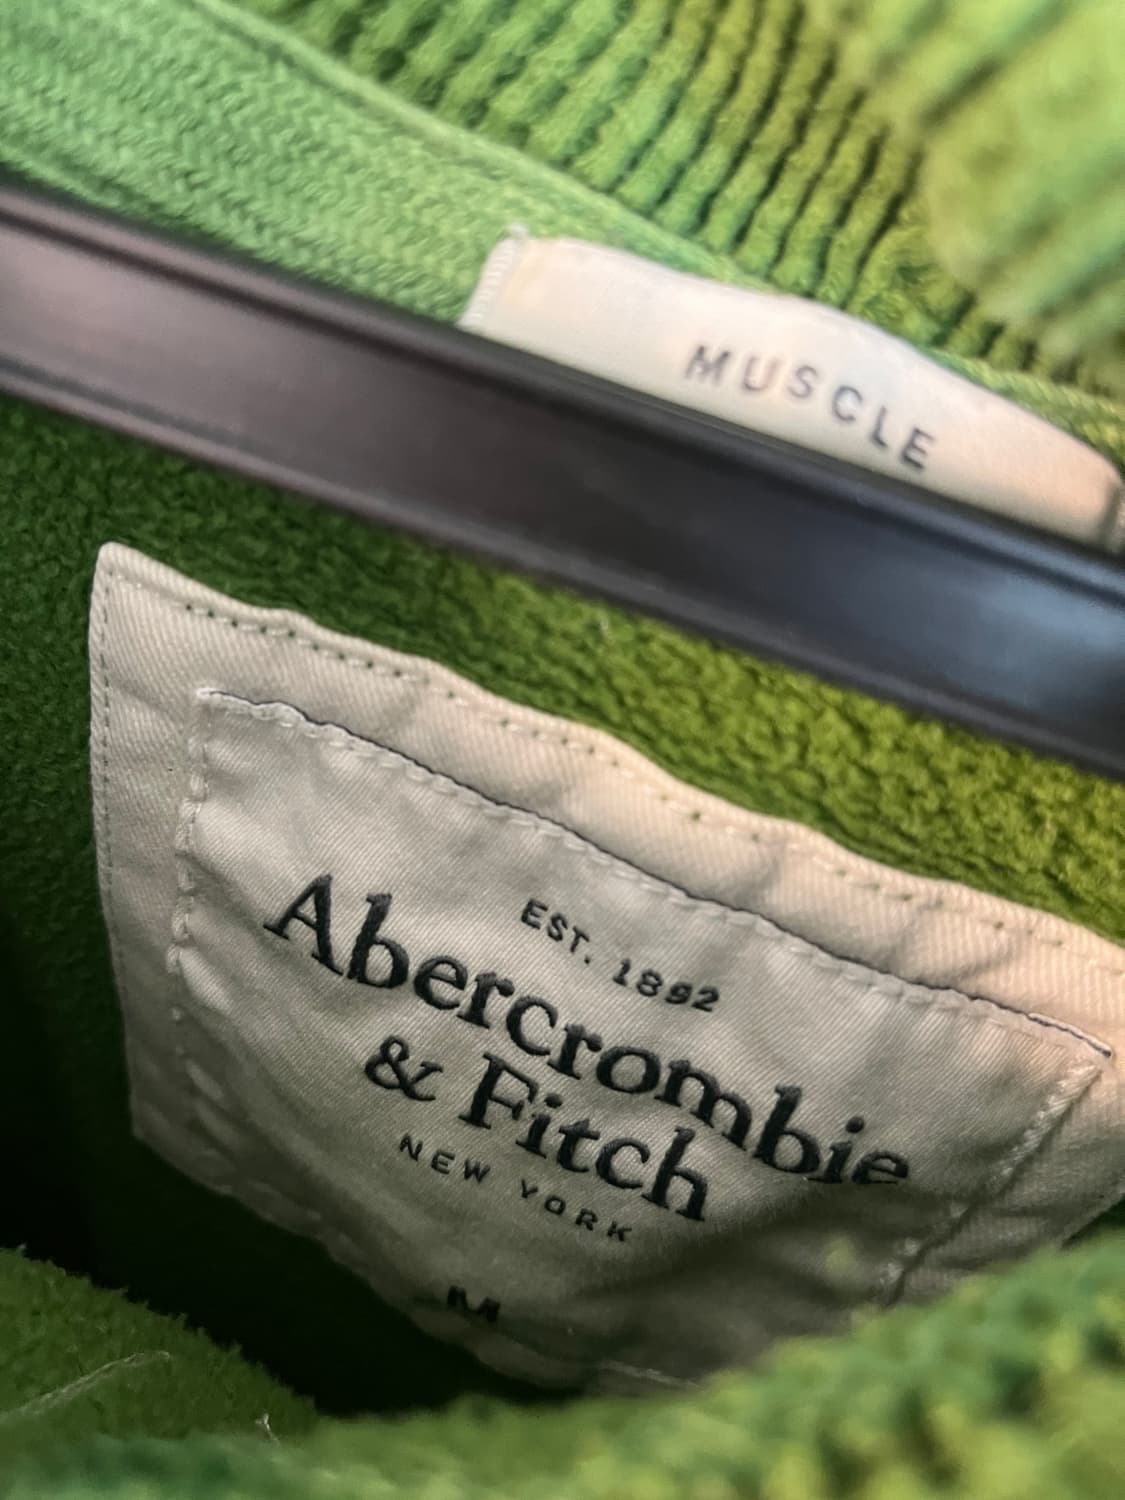 MUSCLE
EST. 1892
Abercrombie
& Fitch
NEW YORK
M